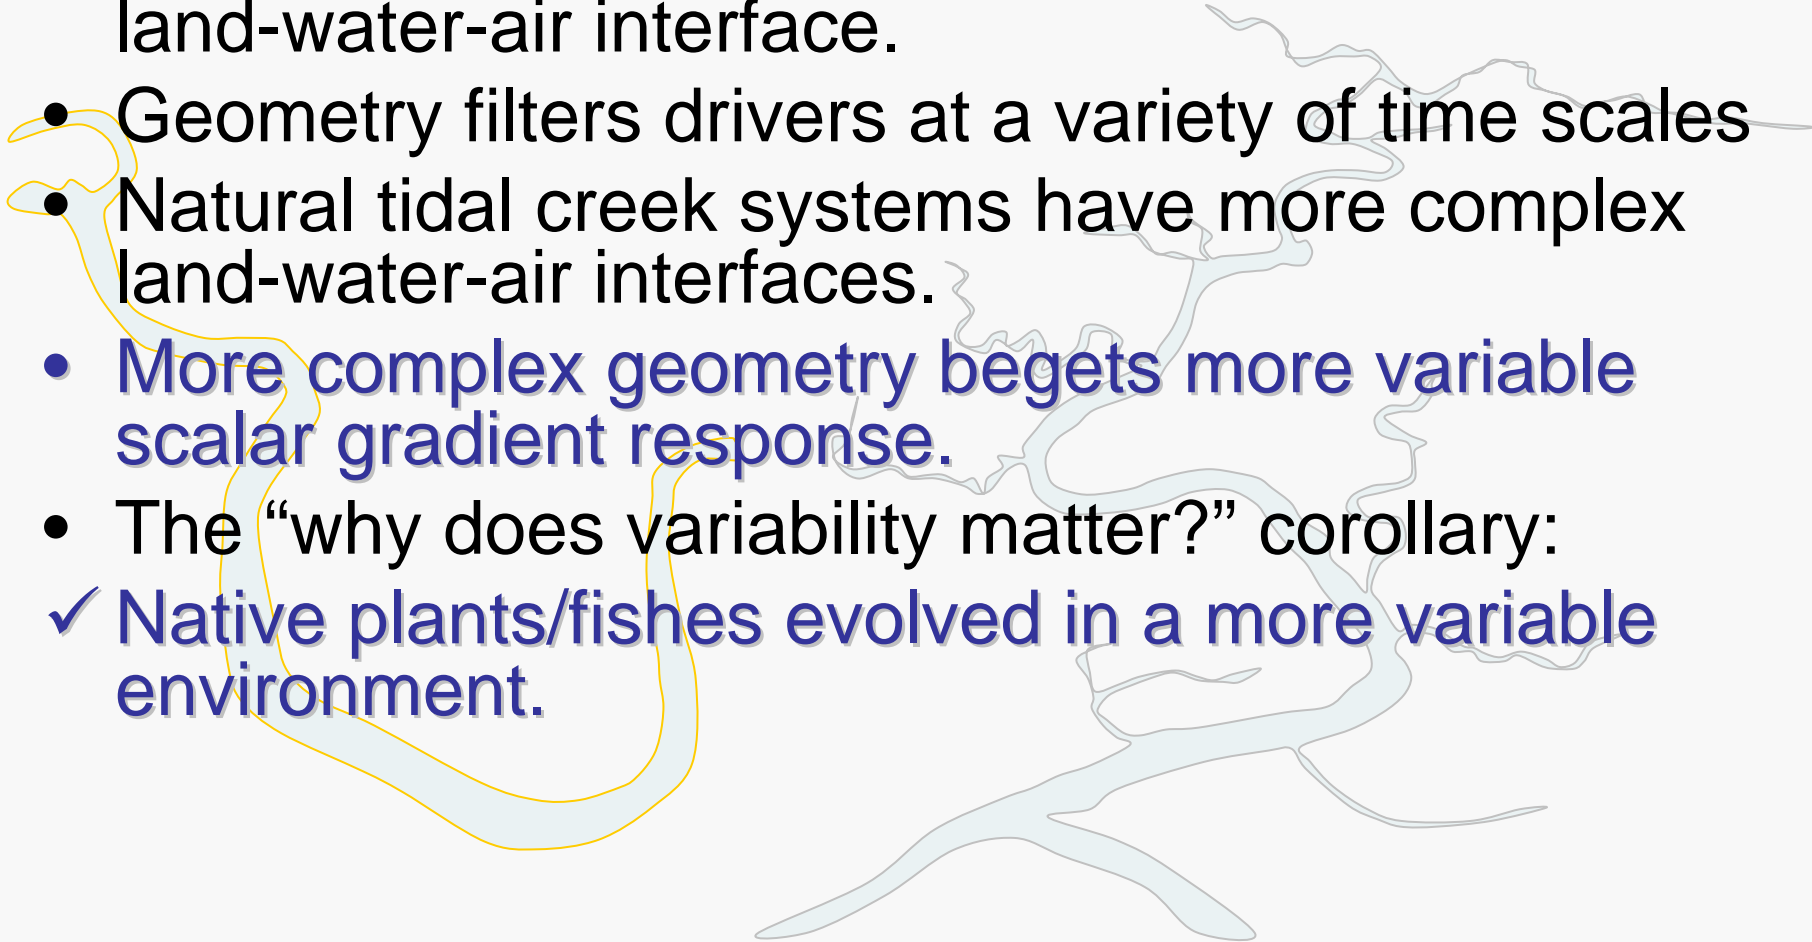 land-water-air interface.
• Geometry filters drivers at a variety of time scales
• Natural tidal creek systems have more complex
land-water-air interfaces.
• More complex geometry begets more variable
scalar gradient response.
• The “why does variability matter?” corollary:
✓ Native plants/fishes evolved in a more variable
environment.